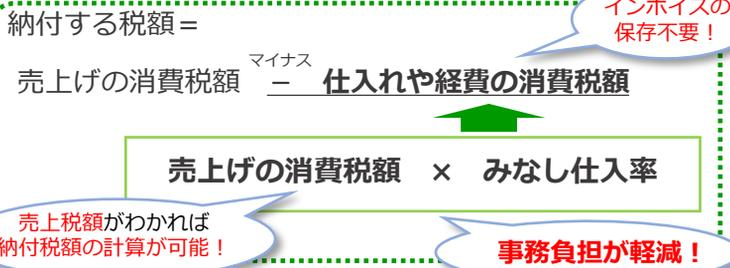 インボイスの
保存不要！
納付する税額＝
マイナス
売上げの消費税額　－　仕入れや経費の消費税額
売上げの消費税額　×　みなし仕入率
売上税額がわかれば
納付税額の計算が可能！
事務負担が軽減！